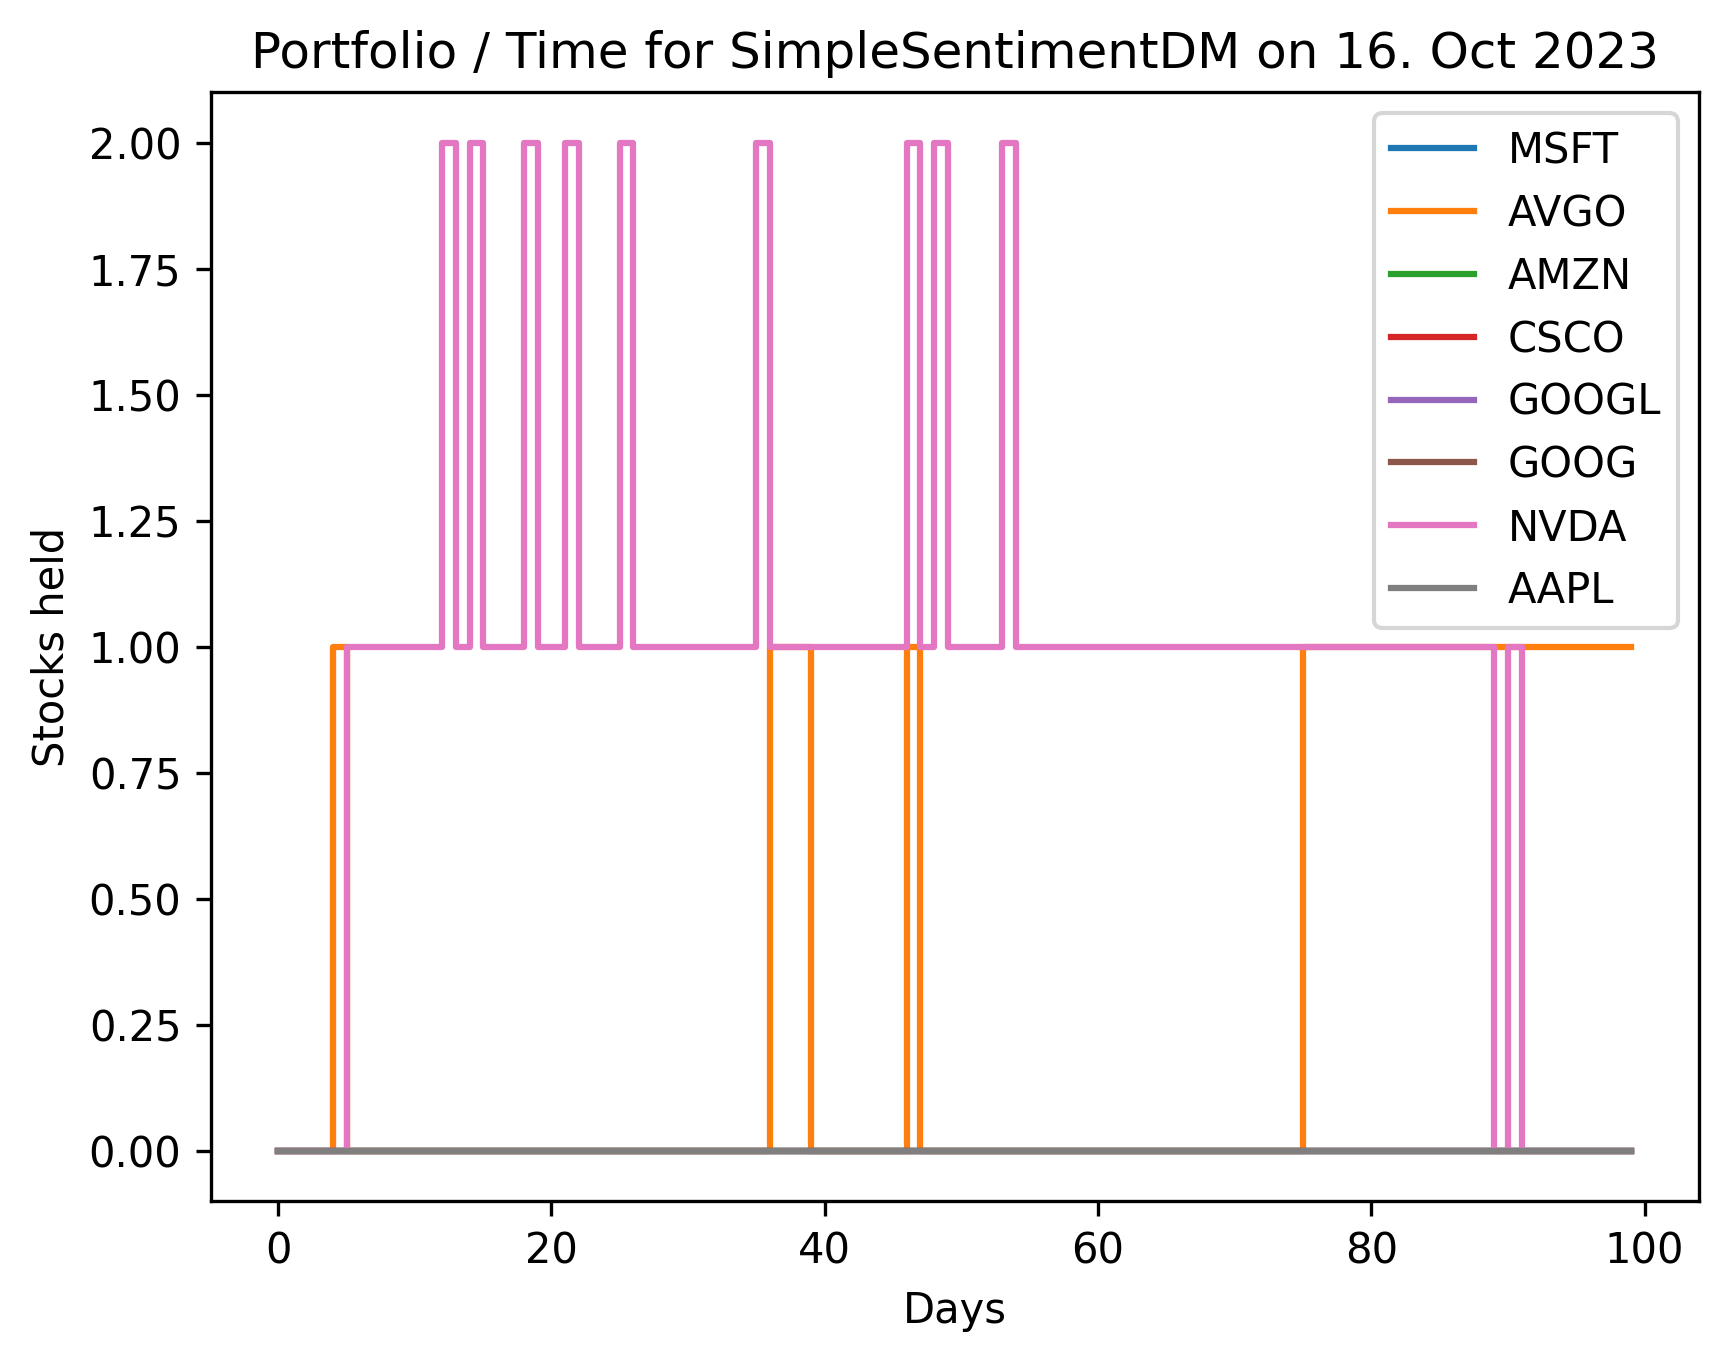 Portfolio / Time for SimpleSentimentDM on 16. Oct 2023
2.00
1.75
1.50
1.25
1.00
0.75
0.50
0.25
0.00
Stocks held
MSFT
AVGO
AMZN
CSCO
GOOGL
GOOG
NVDA
AAPL
0 20 40 60 80 100
Days